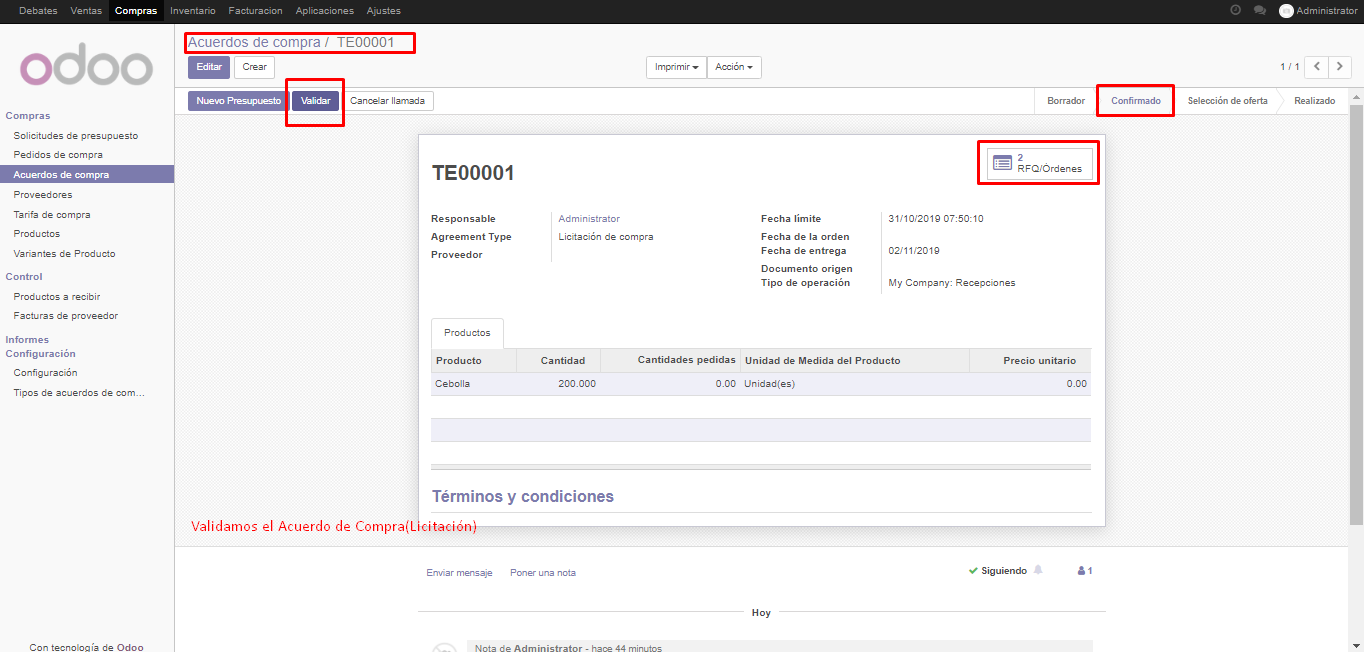 Debates Ventas Compras Inventario Facturacion Aplicaciones Ajustes Administrator
odoo
Acuerdos de compra / TE00001
Editar Crear Imprimir Acción 1 / 1
Nuevo Presupuesto Validar Cancelar llamada Borrador Confirmado Selección de oferta Realizado
Compras
Solicitudes de presupuesto
Pedidos de compra
Acuerdos de compra
Proveedores
Tarifa de compra
Productos
Variantes de Producto
Control
Productos a recibir
Facturas de proveedor
Informes
Configuración
Configuración
Tipos de acuerdos de com...
Con tecnología de Odoo
2
RFQ/Órdenes
TE00001
Responsable Administrator
Agreement Type Licitación de compra
Proveedor
Fecha límite 31/10/2019 07:50:10
Fecha de la orden
Fecha de entrega 02/11/2019
Documento origen
Tipo de operación My Company: Recepciones
Productos
Producto Cantidad Cantidades pedidas Unidad de Medida del Producto Precio unitario
Cebolla 200.000 0.00 Unidad(es) 0.00
Términos y condiciones
Validamos el Acuerdo de Compra(Licitación)
Enviar mensaje Poner una nota Siguiendo 1
Hoy
Nota de Administrator - hace 44 minutos